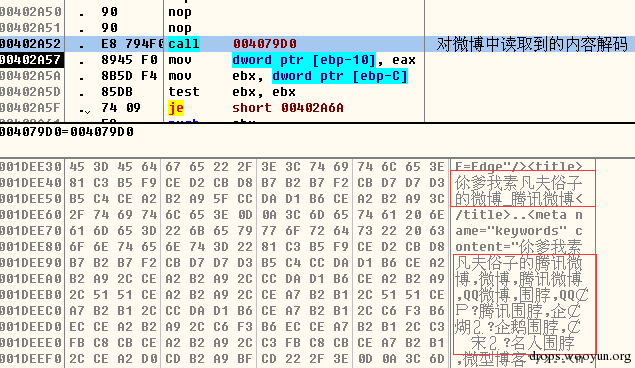 00402A50 . 90 nop
00402A51 . 90 nop
00402A52 . E8 794F0 call 004079D0 对微博中读取到的内容解码
00402A57 . 8945 F0 mov dword ptr [ebp-10], eax
00402A5A . 8B5D F4 mov ebx, dword ptr [ebp-C]
00402A5D . 85DB test ebx, ebx
00402A5F . 74 09 je short 00402A6A
004079D0=004079D0
001DEE30 45 3D 45 64 67 65 22 2F 3E 3C 74 69 74 6C 65 3E E=Edge"/><title>
001DEE40 81 C3 B5 F9 CE D2 CB D8 B7 B2 B7 F2 CB D7 D7 D3 伱爹我素凡夫俗子
001DEE50 B5 C4 CE A2 B2 A9 5F CC DA D1 B6 CE A2 B2 A9 3C 的微博_腾讯微博<
001DEE60 2F 74 69 74 6C 65 3E 0D 0A 3C 6D 65 74 61 20 6E /title>..<meta n
001DEE70 61 6D 65 3D 22 6B 65 79 77 6F 72 64 73 22 20 63 ame="keywords" c
001DEE80 6F 6E 74 65 6E 74 3D 22 81 C3 B5 F9 CE D2 CB D8 ontent="伱爹我素
001DEE90 B7 B2 B7 F2 CB D7 D7 D3 B5 C4 CC DA D1 B6 CE A2 凡夫俗子的腾讯微
001DEEA0 B2 A9 2C CE A2 B2 A9 2C CC DA D1 B6 CE A2 B2 A9 博,微博,腾讯微博
001DEEB0 2C 51 51 CE A2 B2 A9 2C CE A7 B2 B1 2C 51 51 CE ,QQ微博,围脖,QQ
001DEEC0 A7 B2 B1 2C CC DA D1 B6 CE A7 B2 B1 2C C6 F3 B6 ?腾讯围脖,企
001DEED0 EC CE A2 B2 A9 2C C6 F3 B6 EC CE A7 B2 B1 2C C3 ?企鹅围脖,
001DEEE0 FB C8 CB CE A2 B2 A9 2C C3 FB C8 CB CE A7 B2 B1 ?名人围脖
001DEEF0 2C CE A2 D0 CD B2 A9 BF CD 22 2F 3E 0D 0A 3C 6D ,微型博客"/>..<m
drops.wooyun.org